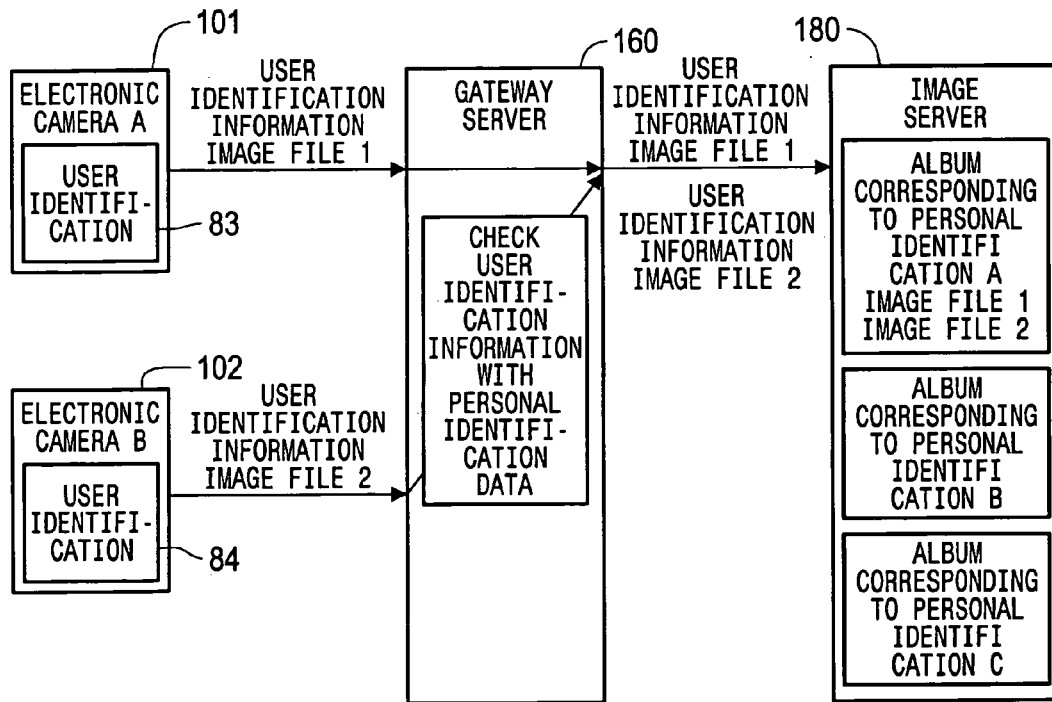 101
ELECTRONIC
CAMERA A
USER
IDENTIFI-
CATION
83
USER
IDENTIFICATION
INFORMATION
IMAGE FILE 1
102
ELECTRONIC
CAMERA B
USER
IDENTIFI-
CATION
84
USER
IDENTIFICATION
INFORMATION
IMAGE FILE 2
160
GATEWAY
SERVER
CHECK
USER
IDENTIFI-
CATION
INFORMATION
WITH
PERSONAL
IDENTIFI-
CATION
DATA
USER
IDENTIFICATION
INFORMATION
IMAGE FILE 1
USER
IDENTIFICATION
INFORMATION
IMAGE FILE 2
180
IMAGE
SERVER
ALBUM
CORRESPONDING
TO PERSONAL
IDENTIFI
CATION A
IMAGE FILE 1
IMAGE FILE 2
ALBUM
CORRESPONDING
TO PERSONAL
IDENTIFI
CATION B
ALBUM
CORRESPONDING
TO PERSONAL
IDENTIFI
CATION C